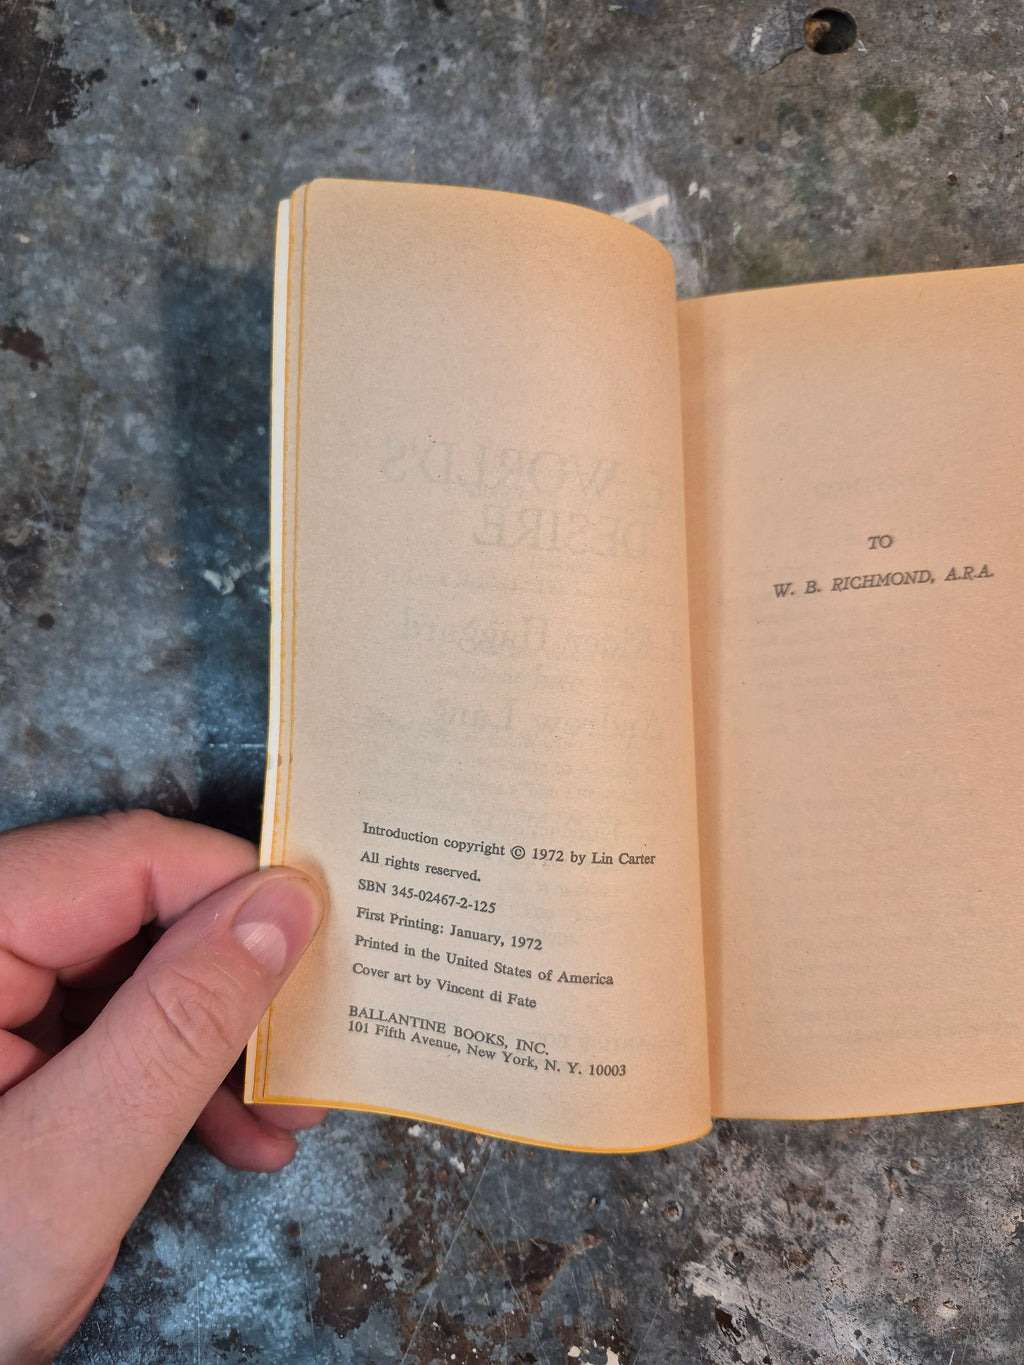 Introduction copyright © 1972 by Lin Carter
All rights reserved.
SBN 345-02467-2-125
First Printing: January, 1972
Printed in the United States of America
Cover art by Vincent di Fate
BALLANTINE BOOKS, INC.
101 Fifth Avenue, New York, N. Y. 10003
TO
W. B. RICHMOND, A.R.A.